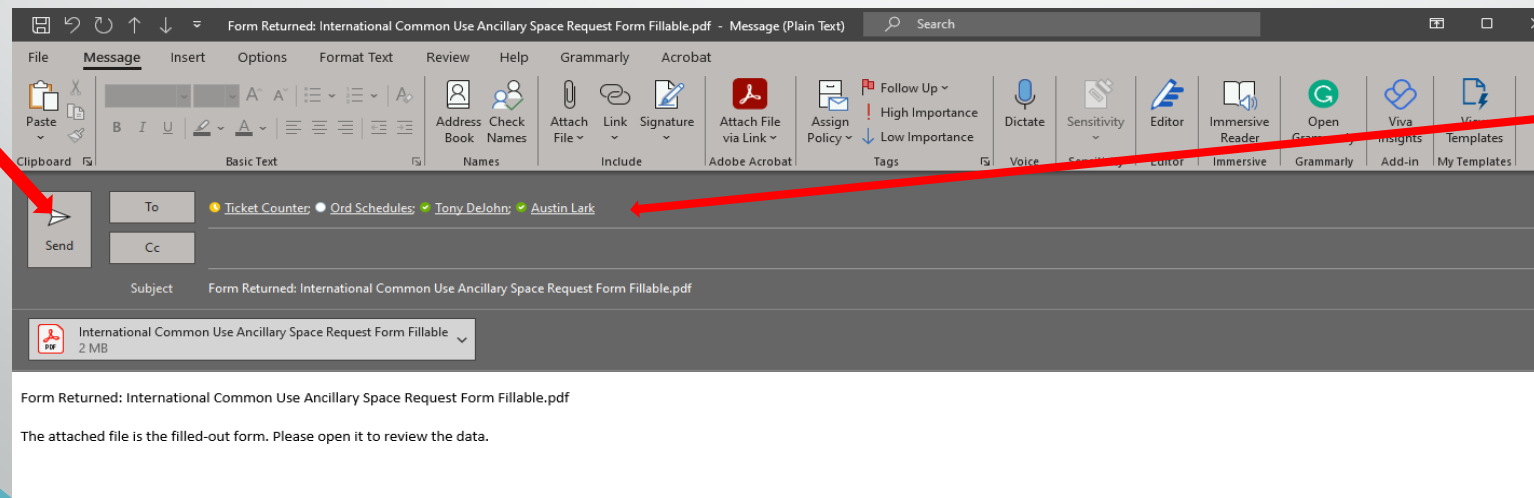 Form Returned: International Common Use Ancillary Space Request Form Fillable.pdf - Message (Plain Text) Search
File Message Insert Options Format Text Review Help Grammarly Acrobat
Paste
B I U A
Address Book
Check Names
Attach File
Link
Signature
Attach File via Link
Assign Policy
Follow Up
High Importance
Low Importance
Dictate
Sensitivity
Editor
Immersive Reader
Open
Viva
Templates
Clipboard Basic Text Names Include Adobe Acrobat Tags Voice Editor Immersive Grammarly Add-in My Templates
Send
To Ticket Counter; Ord Schedules; Tony DeJohn; Austin Lark
Cc
Subject Form Returned: International Common Use Ancillary Space Request Form Fillable.pdf
PDF
International Common Use Ancillary Space Request Form Fillable
2 MB
Form Returned: International Common Use Ancillary Space Request Form Fillable.pdf
The attached file is the filled-out form. Please open it to review the data.